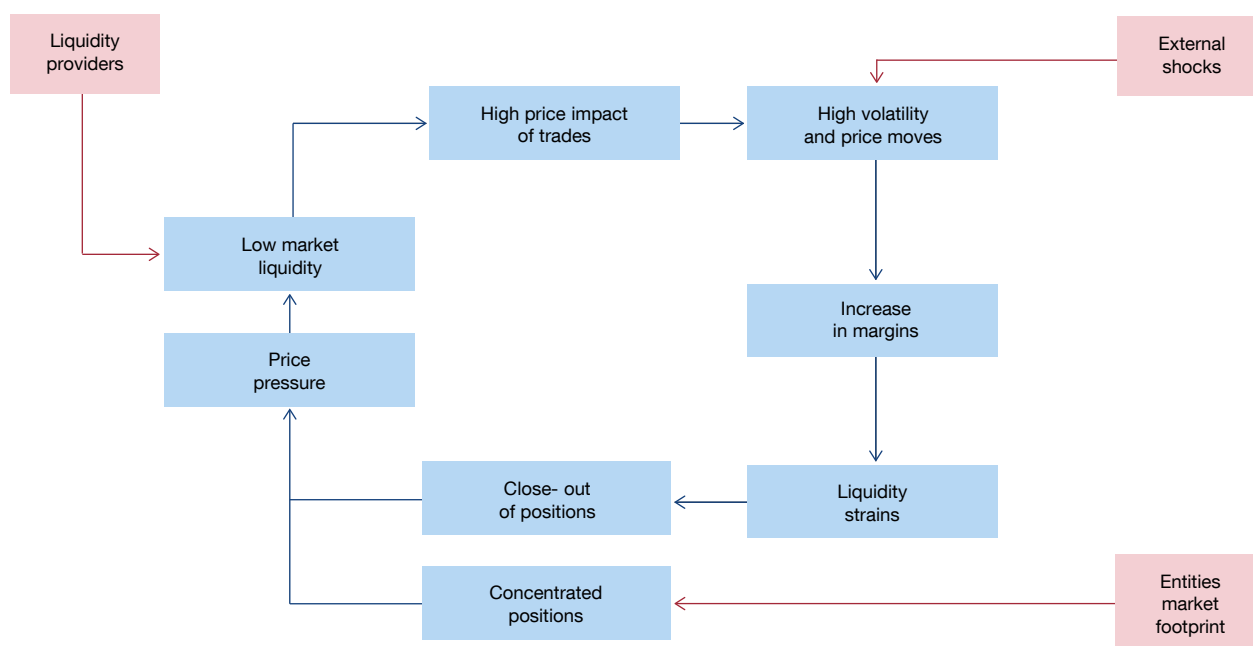 Liquidity
providers
External
shocks
High price impact
of trades
High volatility
and price moves
Low market
liquidity
Increase
in margins
Price
pressure
Close- out
of positions
Liquidity
strains
Concentrated
positions
Entities
market
footprint